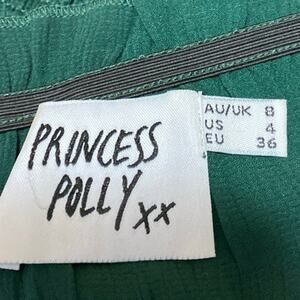 PRINCESS
POLLY xx
AU/UK 8
US 4
EU 36